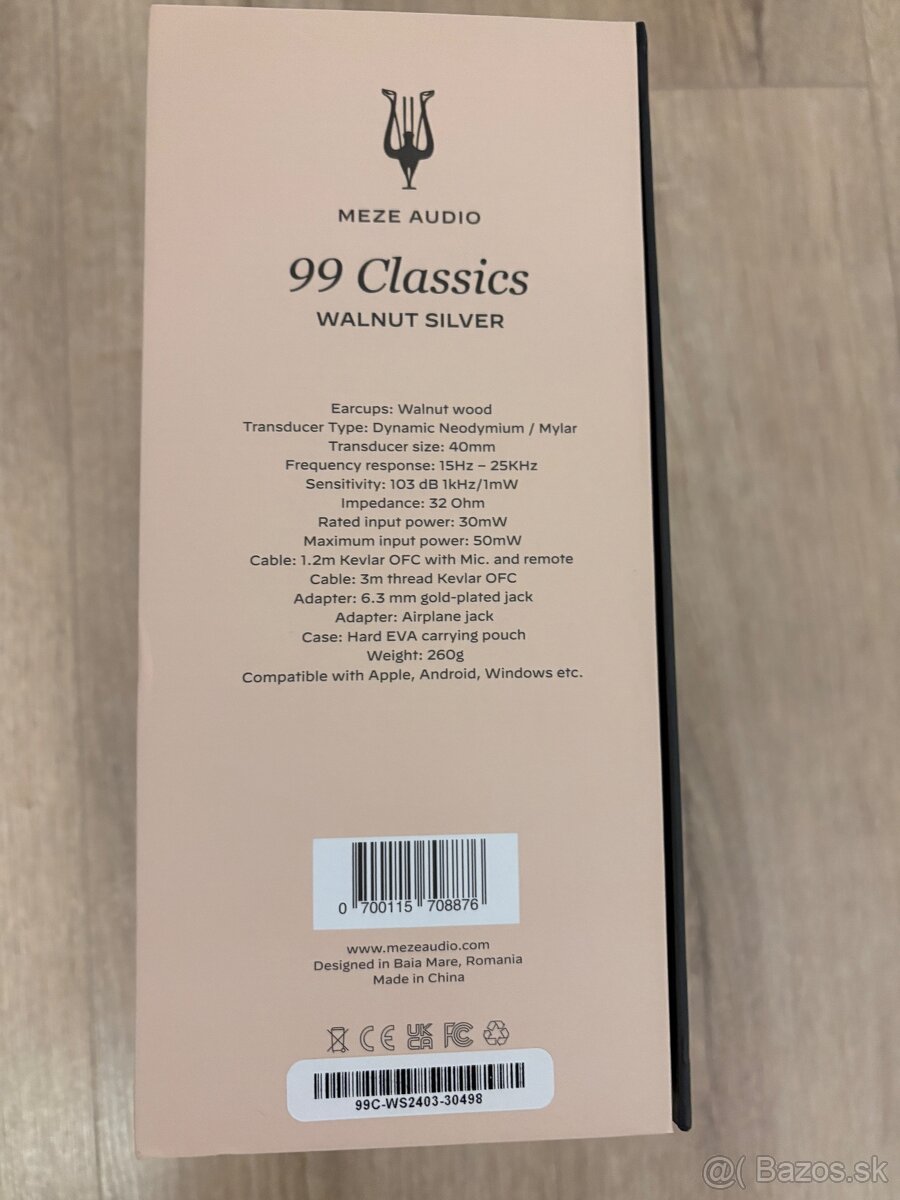 MEZE AUDIO
99 Classics
WALNUT SILVER
Earcups: Walnut wood
Transducer Type: Dynamic Neodymium / Mylar
Transducer size: 40mm
Frequency response: 15Hz – 25KHz
Sensitivity: 103 dB 1kHz/1mW
Impedance: 32 Ohm
Rated input power: 30mW
Maximum input power: 50mW
Cable: 1.2m Kevlar OFC with Mic. and remote
Cable: 3m thread Kevlar OFC
Adapter: 6.3 mm gold-plated jack
Adapter: Airplane jack
Case: Hard EVA carrying pouch
Weight: 260g
Compatible with Apple, Android, Windows etc.
0 700115 708876
www.mezeaudio.com
Designed in Baia Mare, Romania
Made in China
CE UK CA FC
99C-WS2403-30498
@( Bazos.sk